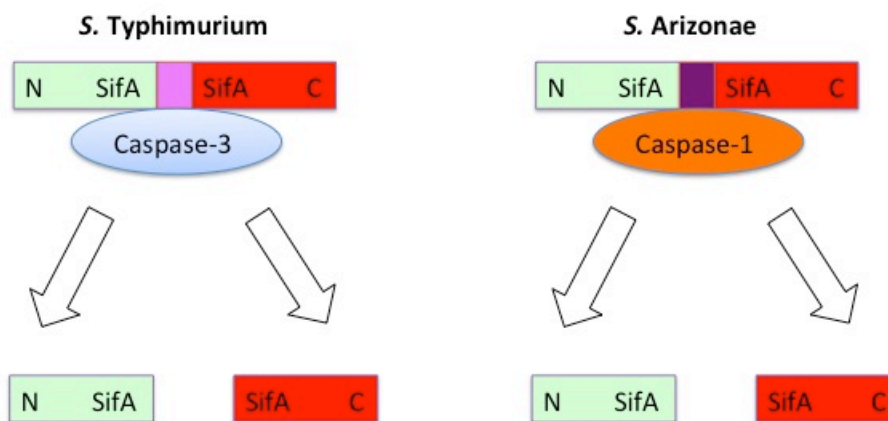 S. Typhimurium
S. Arizonae
N SifA SifA C
N SifA SifA C
Caspase-3
Caspase-1
N SifA
SifA C
N SifA
SifA C